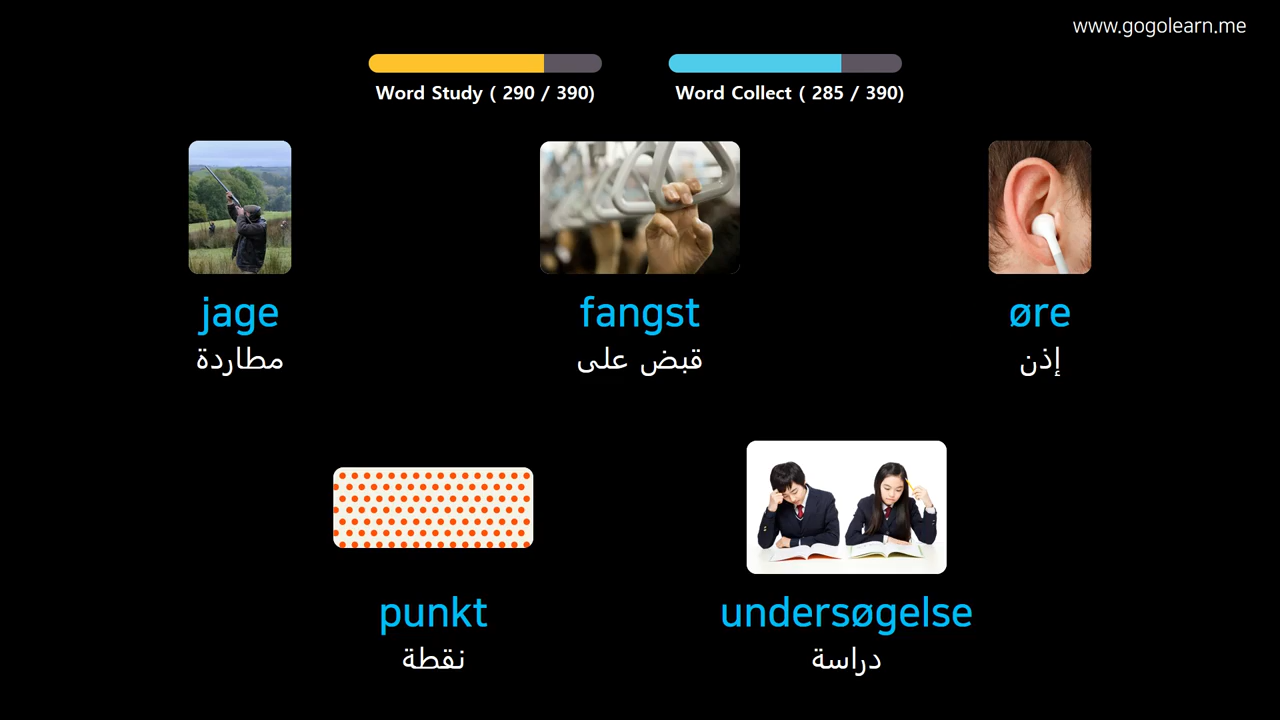 www.gogolearn.me
Word Study ( 290 / 390)
Word Collect ( 285 / 390)
jage
مطاردة
fangst
قبض على
øre
إذن
punkt
نقطة
undersøgelse
دراسة